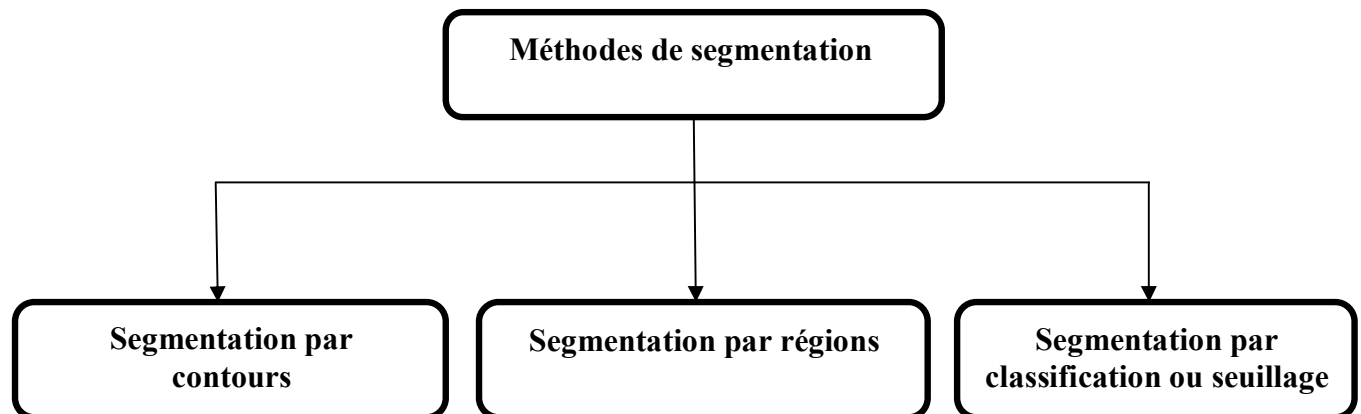 Méthodes de segmentation
Segmentation par
contours
Segmentation par régions
Segmentation par
classification ou seuillage